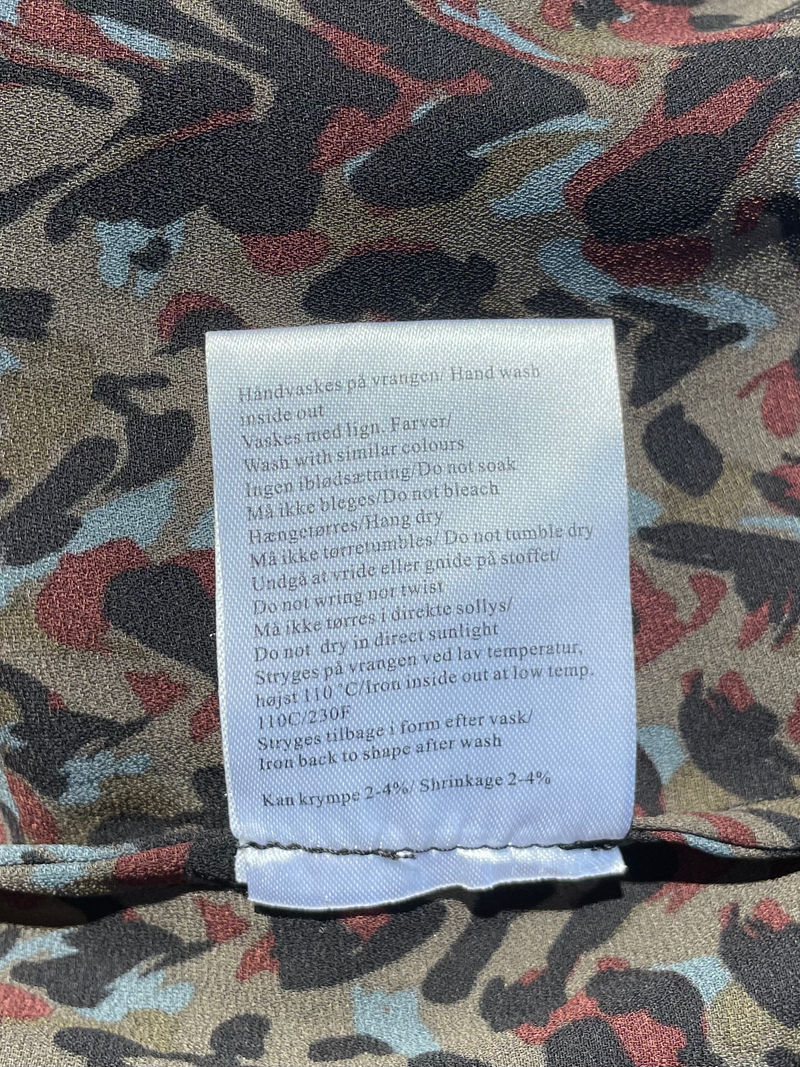 Håndvaskes på vrangen/ Hand wash
inside out
Vaskes med lign. Farver/
Wash with similar colours
Ingen iblødsætning/Do not soak
Må ikke bleges/Do not bleach
Hængetørres/Hang dry
Må ikke tørretumbles/ Do not tumble dry
Undgå at vride eller gnide på stoffet/
Do not wring nor twist
Må ikke tørres i direkte sollys/
Do not dry in direct sunlight
Stryges på vrangen ved lav temperatur,
højst 110 °C/Iron inside out at low temp.
110C/230F
Stryges tilbage i form efter vask/
Iron back to shape after wash
Kan krympe 2-4%/ Shrinkage 2-4%